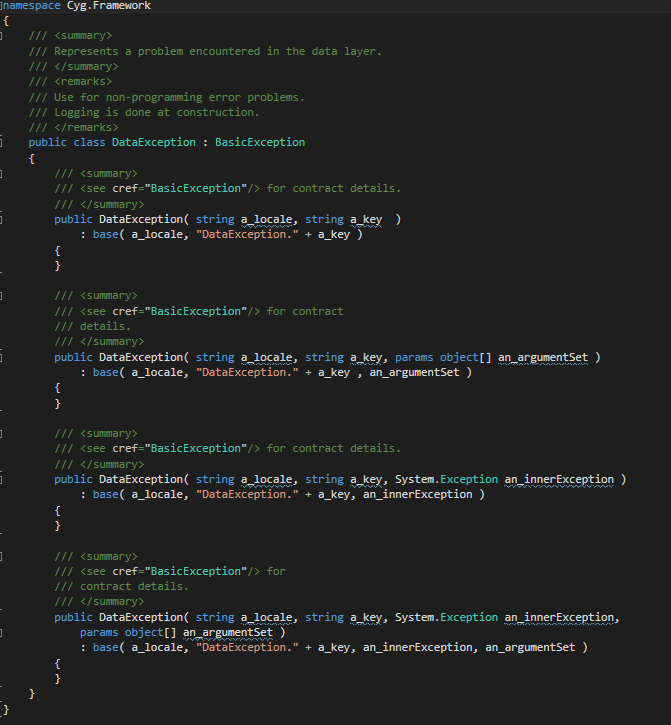 namespace Cyg.Framework
{
/// <summary>
/// Represents a problem encountered in the data layer.
/// </summary>
/// <remarks>
/// Use for non-programming error problems.
/// Logging is done at construction.
/// </remarks>
public class DataException : BasicException
{
/// <summary>
/// <see cref="BasicException"/> for contract details.
/// </summary>
public DataException( string a_locale, string a_key  )
: base( a_locale, "DataException." + a_key )
{
}
/// <summary>
/// <see cref="BasicException"/> for contract
/// details.
/// </summary>
public DataException( string a_locale, string a_key, params object[] an_argumentSet )
: base( a_locale, "DataException." + a_key , an_argumentSet )
{
}
/// <summary>
/// <see cref="BasicException"/> for contract details.
/// </summary>
public DataException( string a_locale, string a_key, System.Exception an_innerException )
: base( a_locale, "DataException." + a_key, an_innerException )
{
}
/// <summary>
/// <see cref="BasicException"/> for
/// contract details.
/// </summary>
public DataException( string a_locale, string a_key, System.Exception an_innerException,
params object[] an_argumentSet )
: base( a_locale, "DataException." + a_key, an_innerException, an_argumentSet )
{
}
}
}